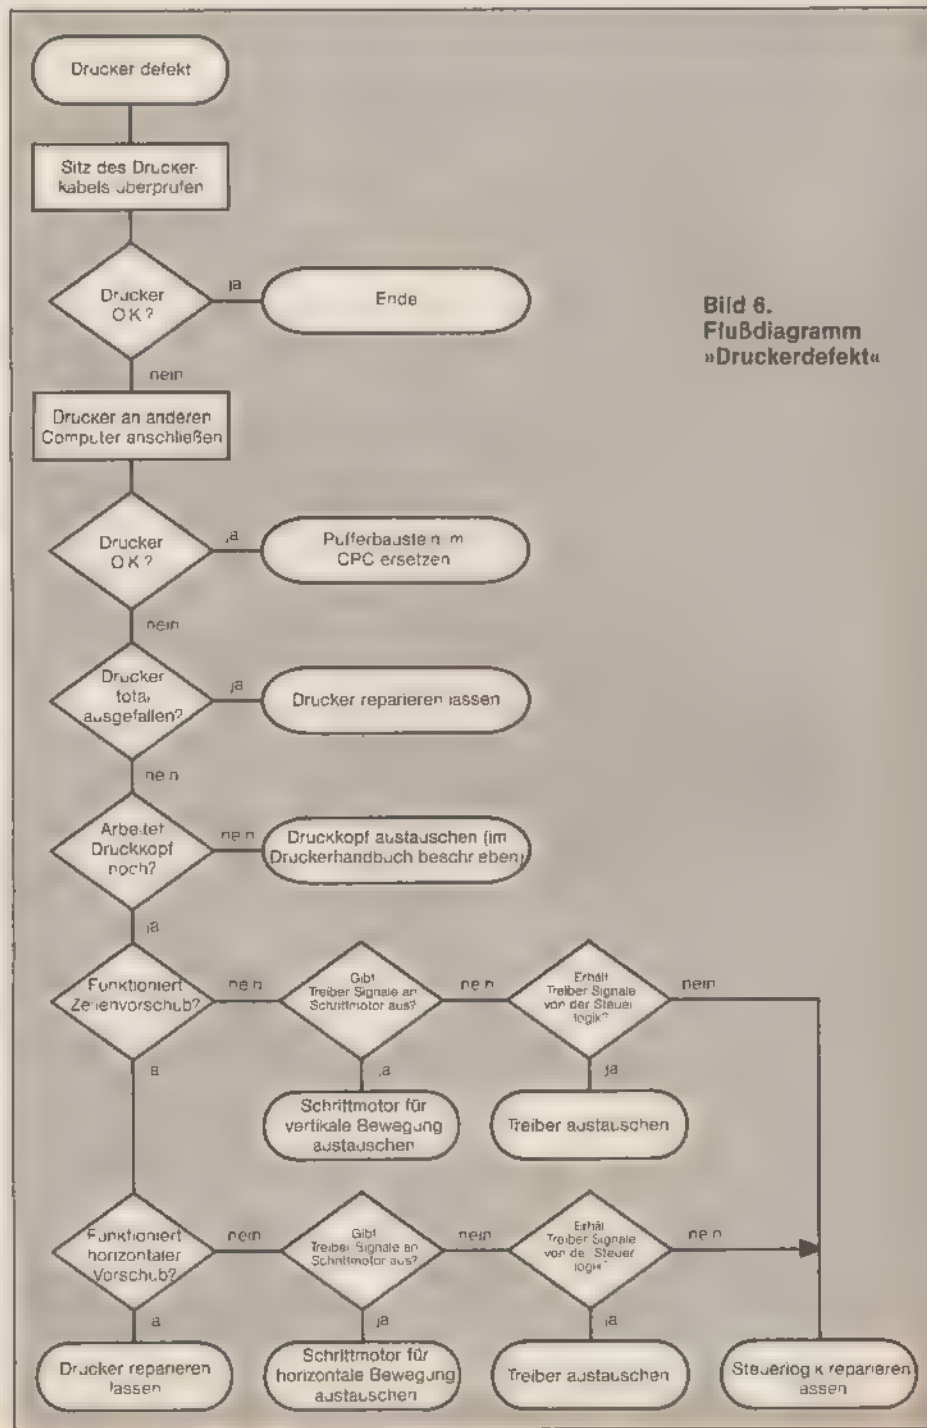 Drucker defekt
Sitz des Drucker-
kabels überprüfen
Drucker
OK?
ja
Ende
Bild 6.
Flußdiagramm
»Druckerdefekt«
nein
Drucker an anderen
Computer anschließen
Drucker
OK?
ja
Pufferbaustein im
CPC ersetzen
nein
Drucker
total
ausgefallen?
ja
Drucker reparieren lassen
nein
Arbeitet
Druckkopf
noch?
nein
Druckkopf austauschen (im
Druckerhandbuch beschrieben)
ja
Funktioniert
Zeilenvorschub?
nein
Gibt
Treiber Signale an
Schrittmotor aus?
nein
Erhält
Treiber Signale
von der Steuer
logik?
nein
ja
ja
ja
Schrittmotor für
vertikale Bewegung
austauschen
Treiber austauschen
Funktioniert
horizontaler
Vorschub?
nein
Gibt
Treiber Signale an
Schrittmotor aus?
nein
Erhält
Treiber Signale
von der Steuer
logik?
nein
ja
ja
ja
Drucker reparieren
lassen
Schrittmotor für
horizontale Bewegung
austauschen
Treiber austauschen
Steuerlogik reparieren
lassen